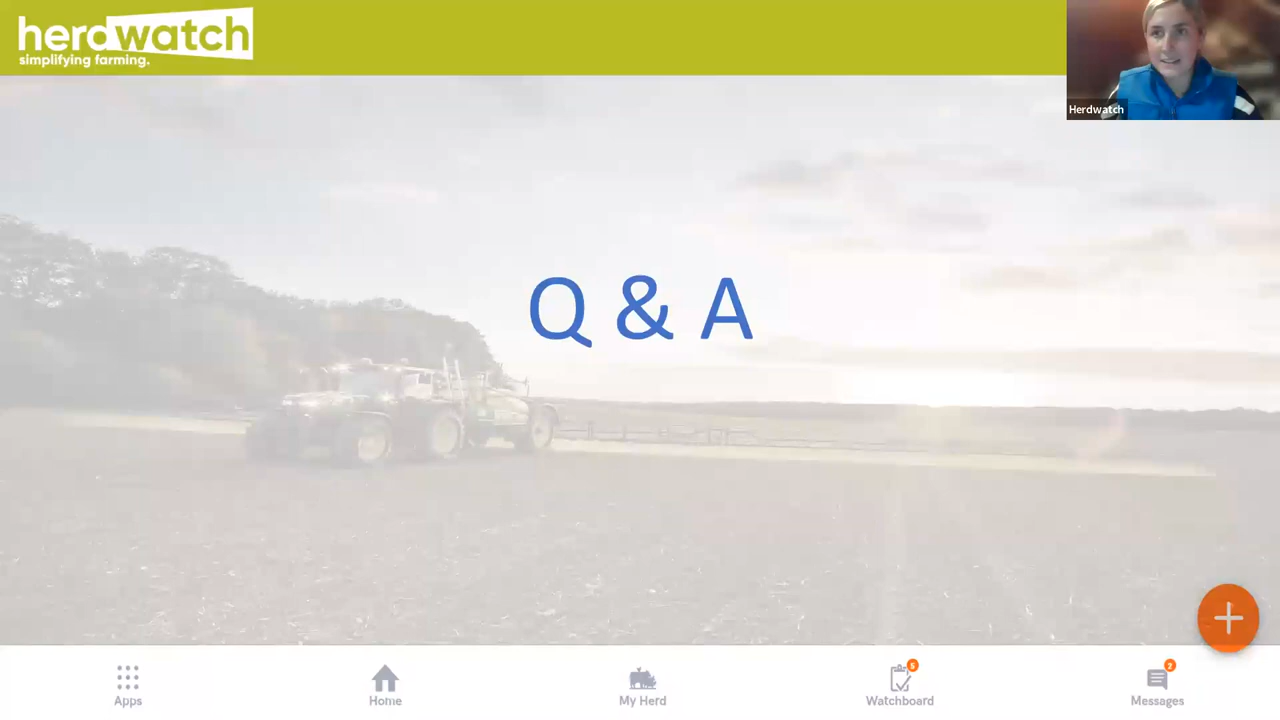 herdwatch
simplifying farming.
Herdwatch
Q & A
Apps
Home
My Herd
5
Watchboard
2
Messages